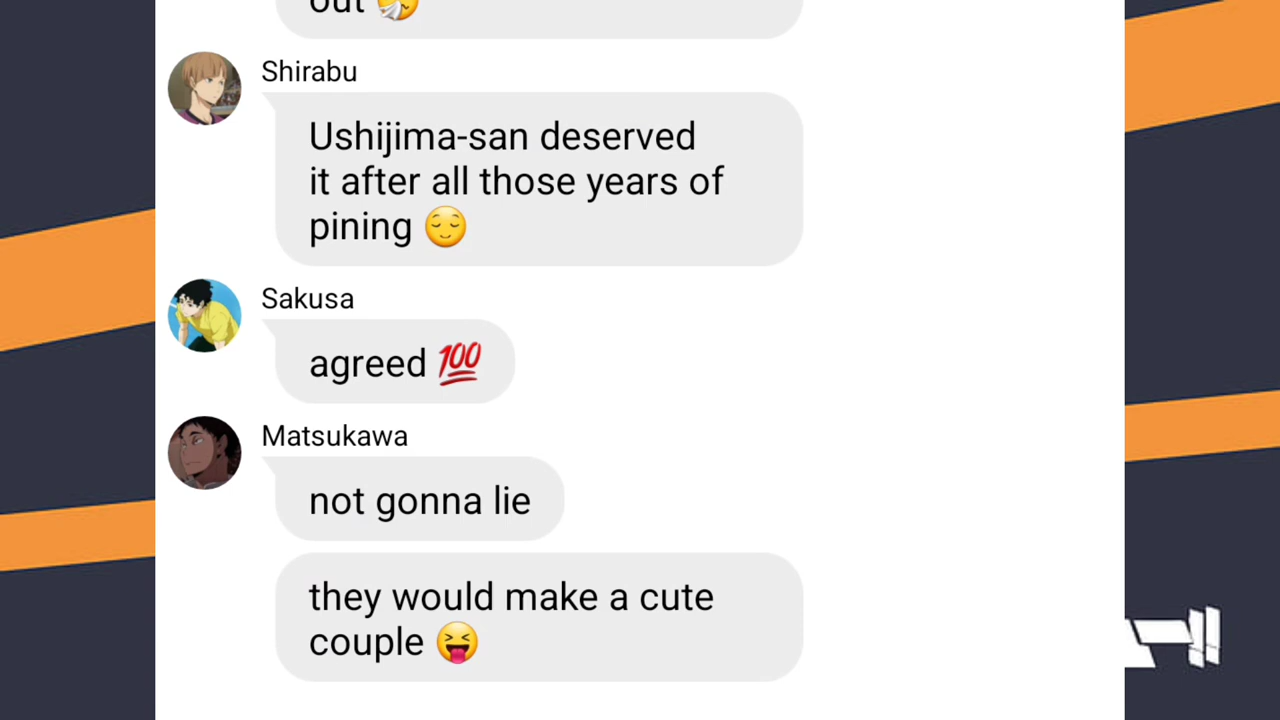 out 🤧
Shirabu
Ushijima-san deserved
it after all those years of
pining 😌
Sakusa
agreed 💯
Matsukawa
not gonna lie
they would make a cute
couple 😝